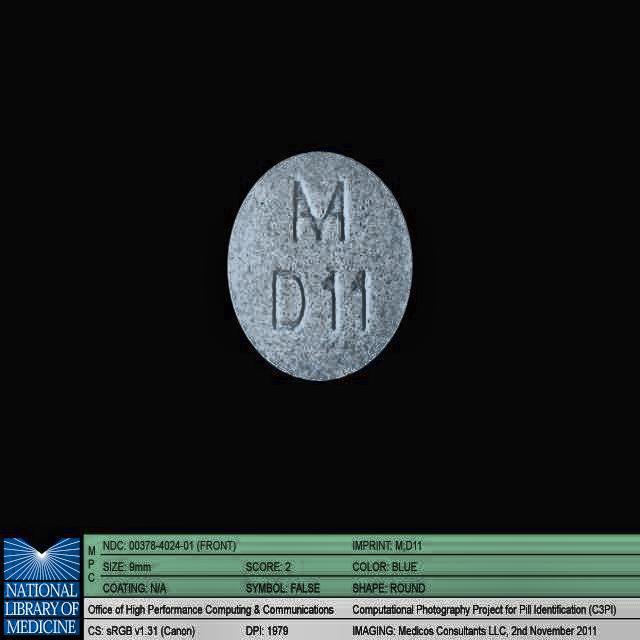 M
D11
NATIONAL
LIBRARY OF
MEDICINE
M
P
C
NDC: 00378-4024-01 (FRONT)
IMPRINT: M;D11
SIZE: 9mm
SCORE: 2
COLOR: BLUE
COATING: N/A
SYMBOL: FALSE
SHAPE: ROUND
Office of High Performance Computing & Communications
Computational Photography Project for Pill Identification (C3PI)
CS: sRGB v1.31 (Canon)
DPI: 1979
IMAGING: Medicos Consultants LLC, 2nd November 2011